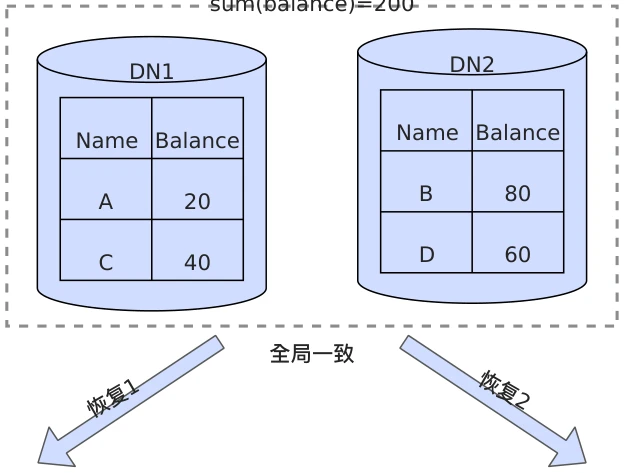 sum(balance)=200
DN1
Name Balance
A 20
C 40
DN2
Name Balance
B 80
D 60
全局一致
恢复1
恢复2